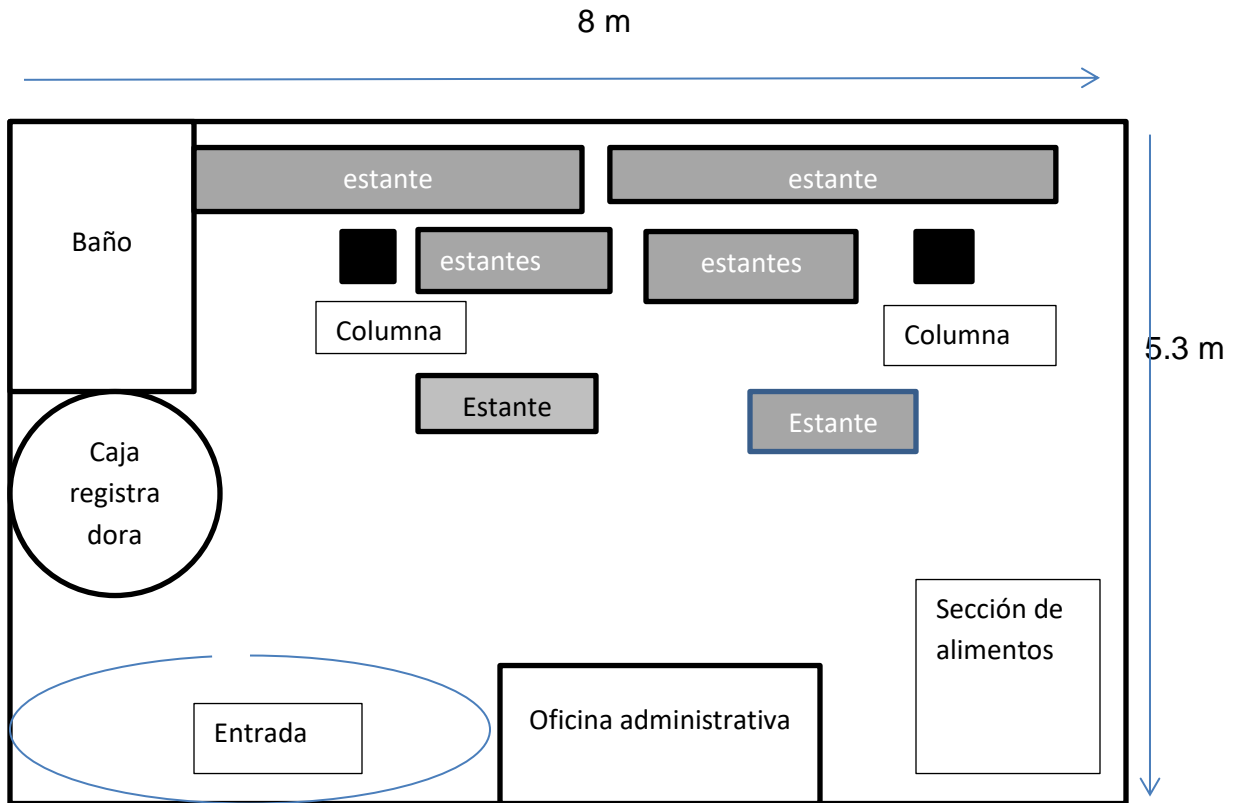 8 m
estante
estante
Baño
estantes
estantes
Columna
Columna
5.3 m
Estante
Estante
Caja
registra
dora
Sección de
alimentos
Entrada
Oficina administrativa